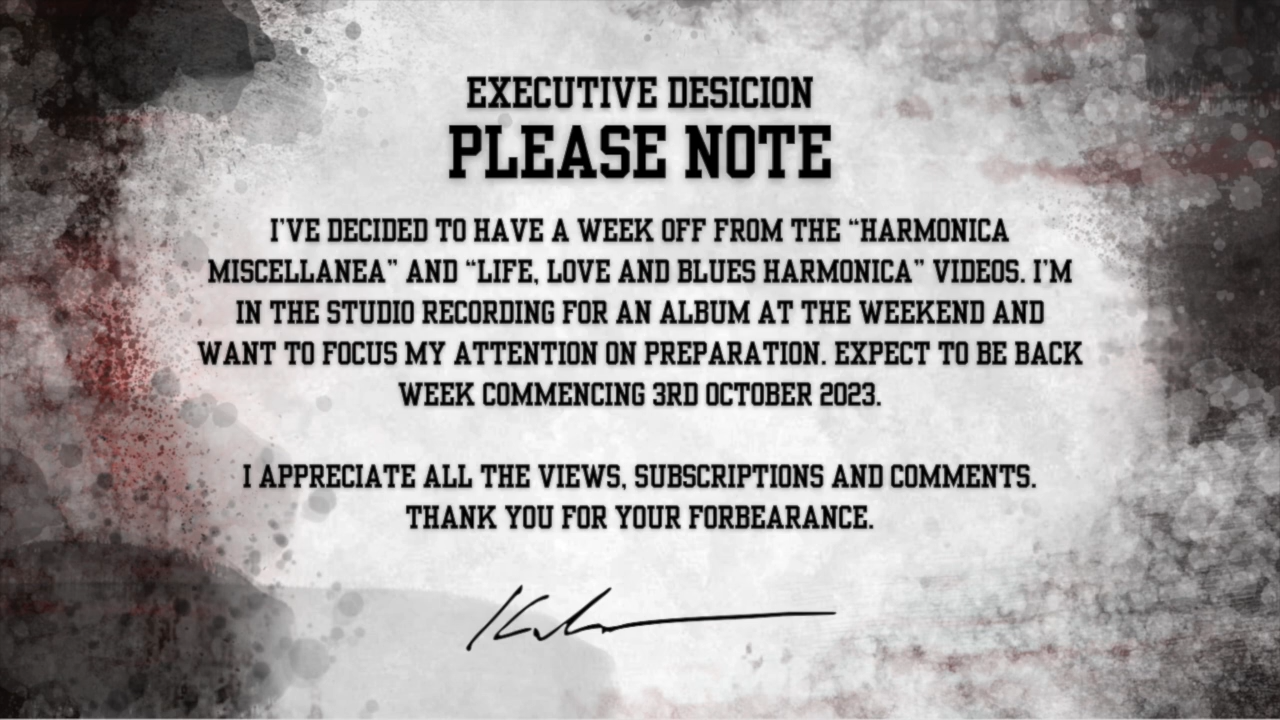 EXECUTIVE DESICION
PLEASE NOTE
I'VE DECIDED TO HAVE A WEEK OFF FROM THE “HARMONICA
MISCELLANEA” AND “LIFE, LOVE AND BLUES HARMONICA” VIDEOS. I'M
IN THE STUDIO RECORDING FOR AN ALBUM AT THE WEEKEND AND
WANT TO FOCUS MY ATTENTION ON PREPARATION. EXPECT TO BE BACK
WEEK COMMENCING 3RD OCTOBER 2023.
I APPRECIATE ALL THE VIEWS, SUBSCRIPTIONS AND COMMENTS.
THANK YOU FOR YOUR FORBEARANCE.